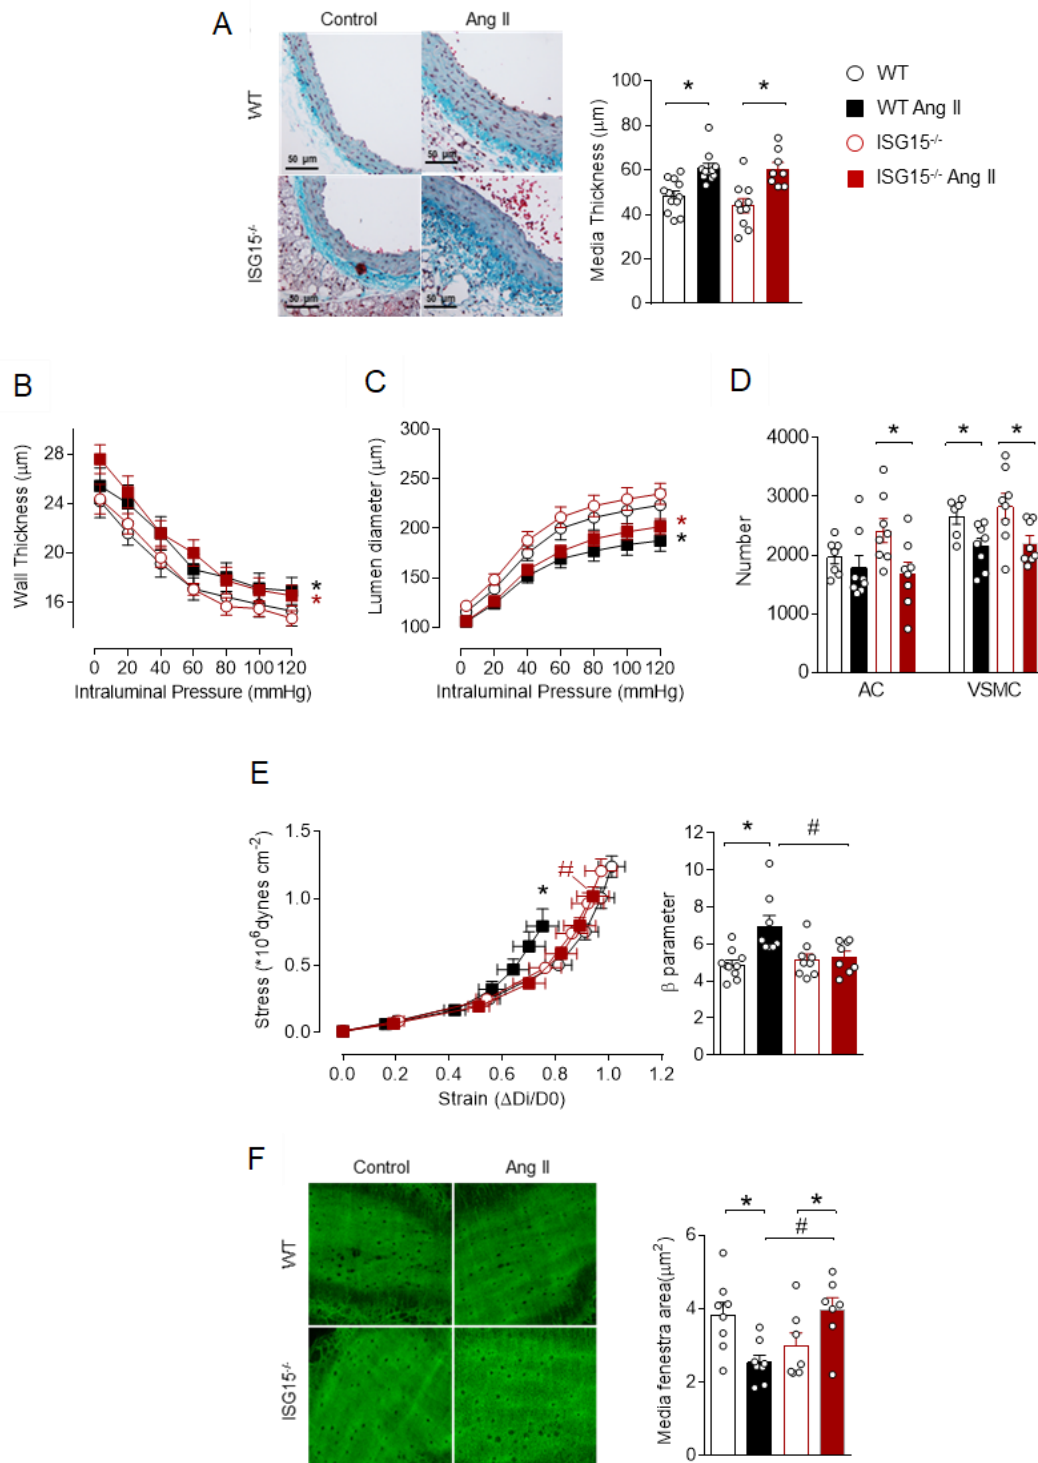 A
Control
Ang II
WT
ISG15-/-
50 µm
50 µm
50 µm
50 µm
Media Thickness (µm)
100
80
60
40
20
0
*
*
WT
WT Ang II
ISG15-/-
ISG15-/- Ang II
B
Wall Thickness (µm)
28
24
20
16
*
*
0 20 40 60 80 100 120
Intraluminal Pressure (mmHg)
C
Lumen diameter (µm)
300
250
200
150
100
*
*
0 20 40 60 80 100 120
Intraluminal Pressure (mmHg)
D
Number
4000
3000
2000
1000
0
*
*
*
AC
VSMC
E
Stress (*10⁶dynes cm⁻²)
1.5
1.0
0.5
0.0
*
#
0.0 0.2 0.4 0.6 0.8 1.0 1.2
Strain (ΔDi/D0)
β parameter
12
10
8
6
4
2
0
*
#
F
Control
Ang II
WT
ISG15-/-
Media fenestra area(µm²)
6
4
2
0
*
*
#